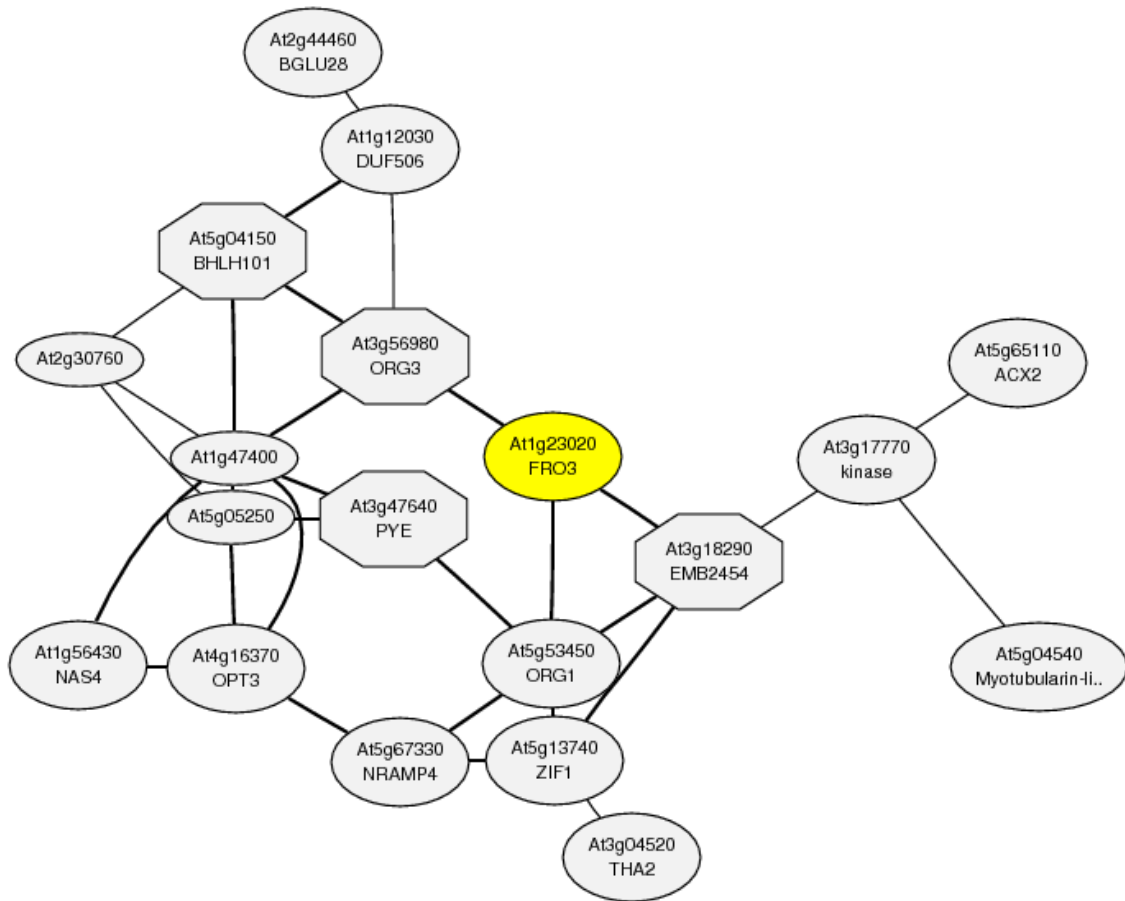 At2g44460
BGLU28
At1g12030
DUF506
At5g04150
BHLH101
At3g56980
ORG3
At2g30760
At5g65110
ACX2
At1g23020
FRO3
At3g17770
kinase
At1g47400
At5g05250
At3g47640
PYE
At3g18290
EMB2454
At1g56430
NAS4
At4g16370
OPT3
At5g53450
ORG1
At5g04540
Myotubularin-li..
At5g67330
NRAMP4
At5g13740
ZIF1
At3g04520
THA2